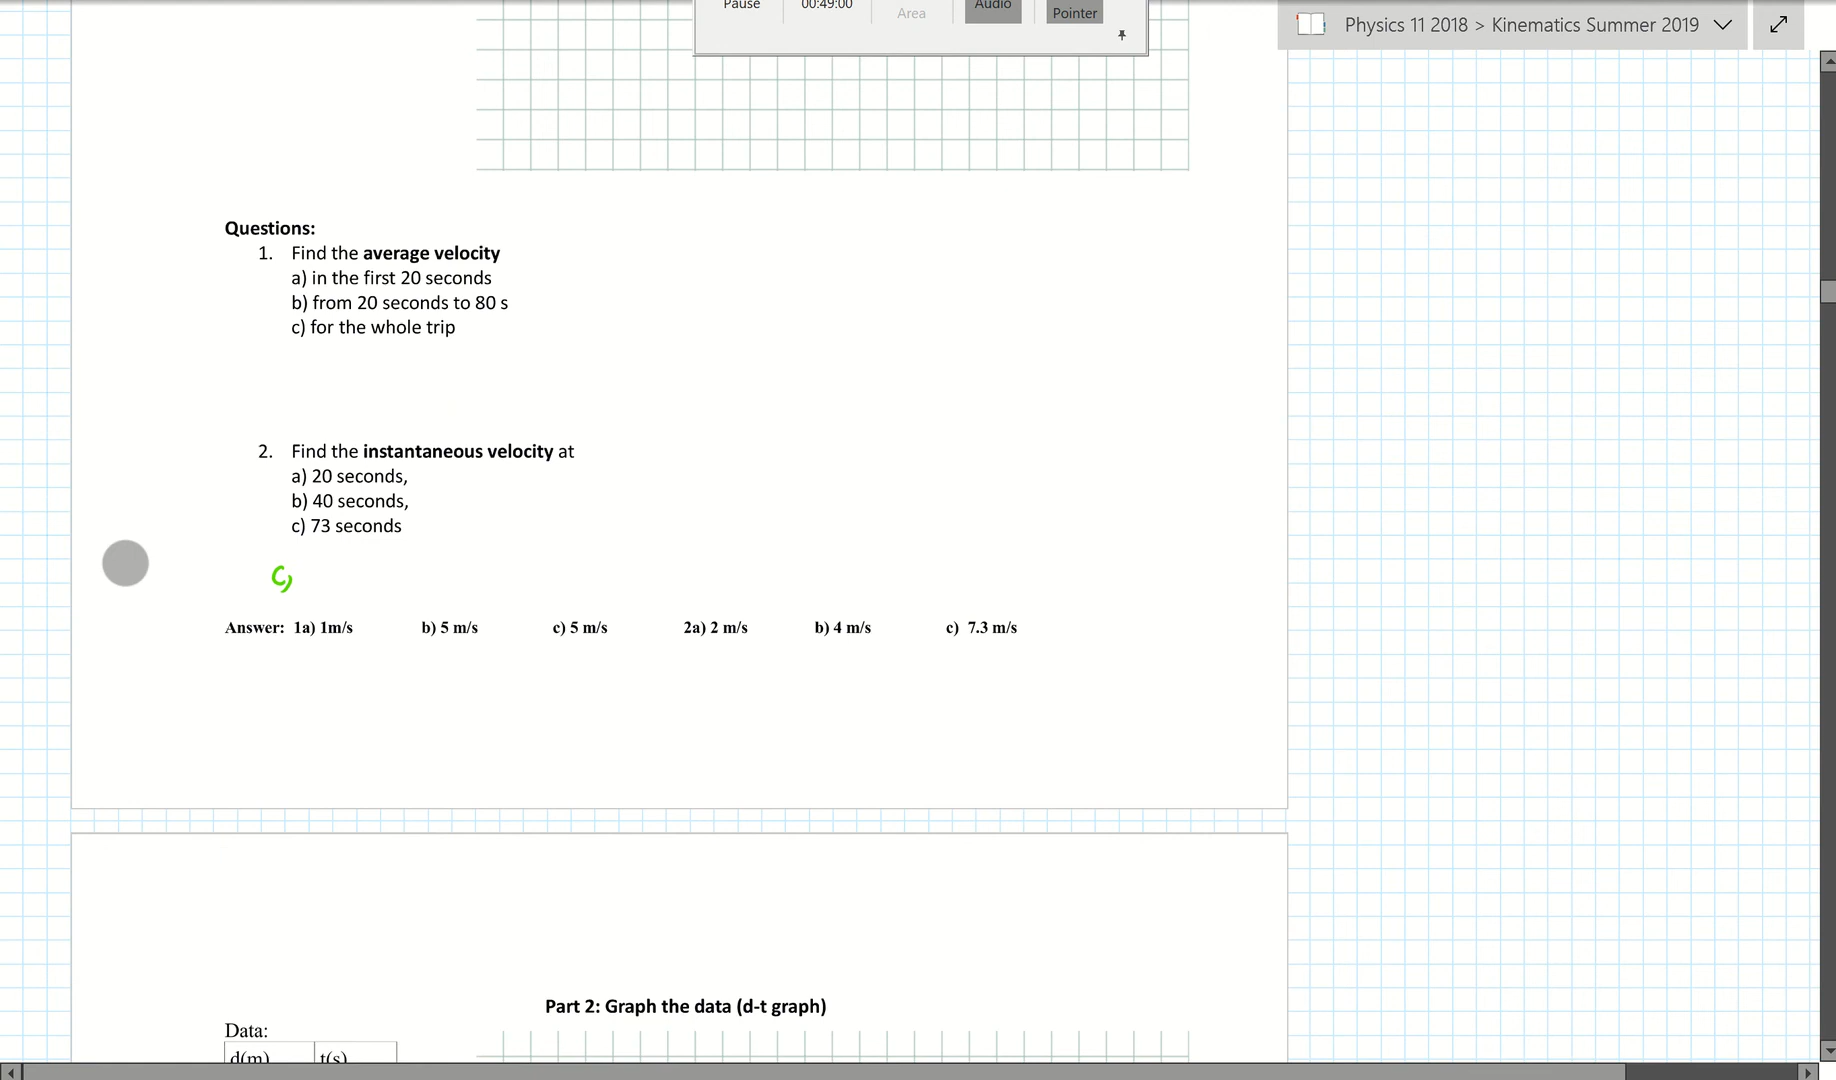 Pause 00:49:00 Area Audio Pointer
Physics 11 2018 > Kinematics Summer 2019
Questions:
1. Find the average velocity
a) in the first 20 seconds
b) from 20 seconds to 80 s
c) for the whole trip
2. Find the instantaneous velocity at
a) 20 seconds,
b) 40 seconds,
c) 73 seconds
Answer: 1a) 1m/s b) 5 m/s c) 5 m/s 2a) 2 m/s b) 4 m/s c) 7.3 m/s
Part 2: Graph the data (d-t graph)
Data:
d(m) t(s)